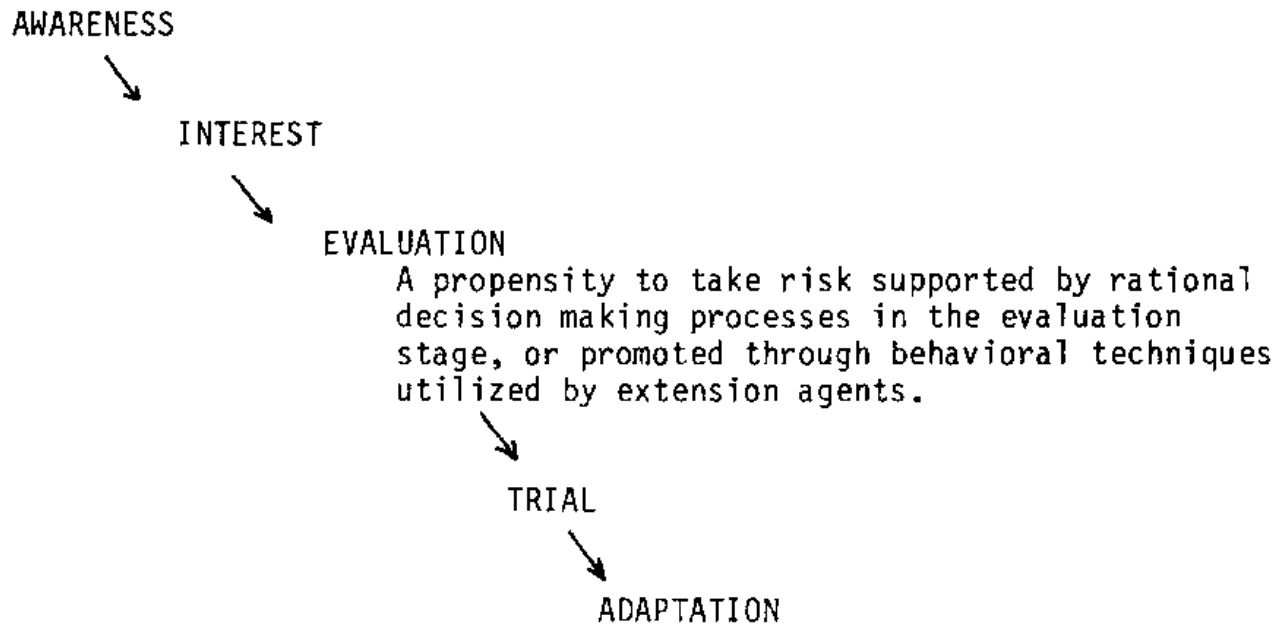 AWARENESS
INTEREST
EVALUATION
A propensity to take risk supported by rational
decision making processes in the evaluation
stage, or promoted through behavioral techniques
utilized by extension agents.
TRIAL
ADAPTATION